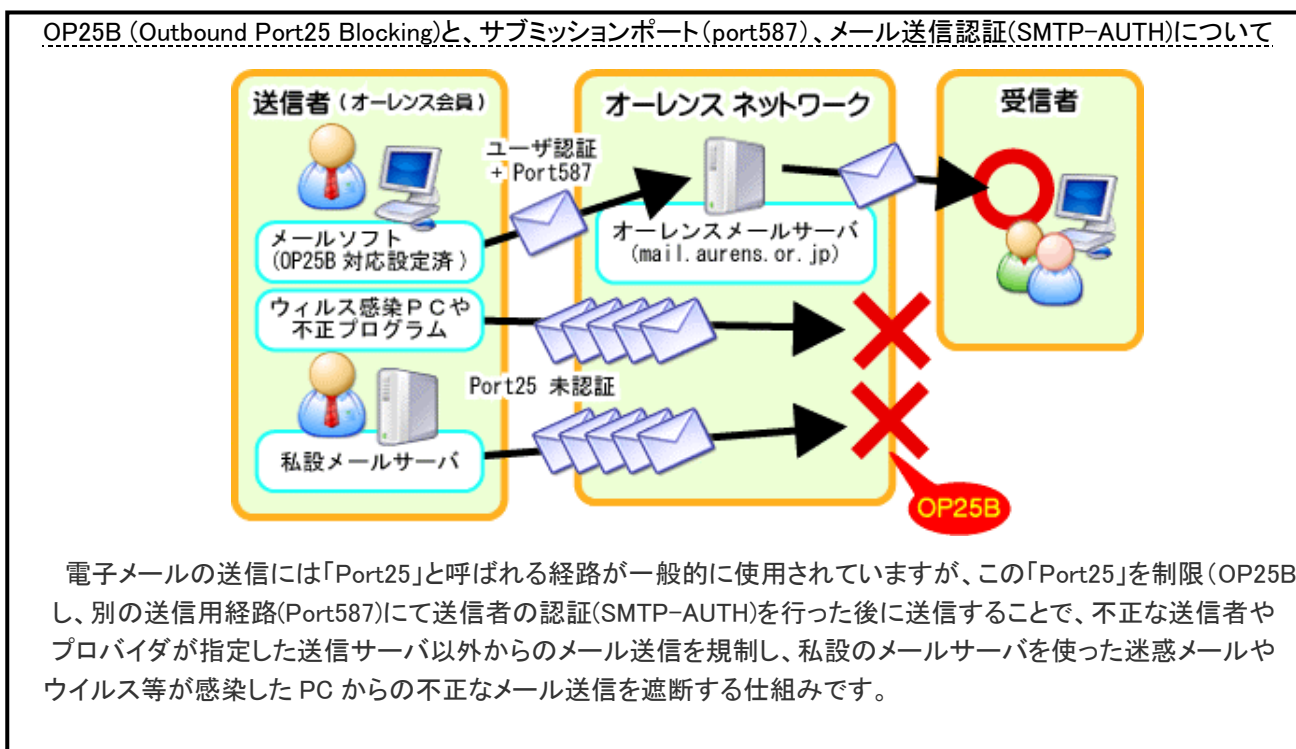 OP25B (Outbound Port25 Blocking)と、サブミッションポート(port587)、メール送信認証(SMTP-AUTH)について
送信者(オーレンス会員)
オーレンス ネットワーク
受信者
ユーザ認証
+ Port587
メールソフト
(OP25B 対応設定済)
オーレンスメールサーバ
(mail.aurens.or.jp)
ウィルス感染PCや
不正プログラム
Port25 未認証
私設メールサーバ
OP25B
電子メールの送信には「Port25」と呼ばれる経路が一般的に使用されていますが、この「Port25」を制限(OP25B
し、別の送信用経路(Port587)にて送信者の認証(SMTP-AUTH)を行った後に送信することで、不正な送信者や
プロバイダが指定した送信サーバ以外からのメール送信を規制し、私設のメールサーバを使った迷惑メールや
ウイルス等が感染した PC からの不正なメール送信を遮断する仕組みです。